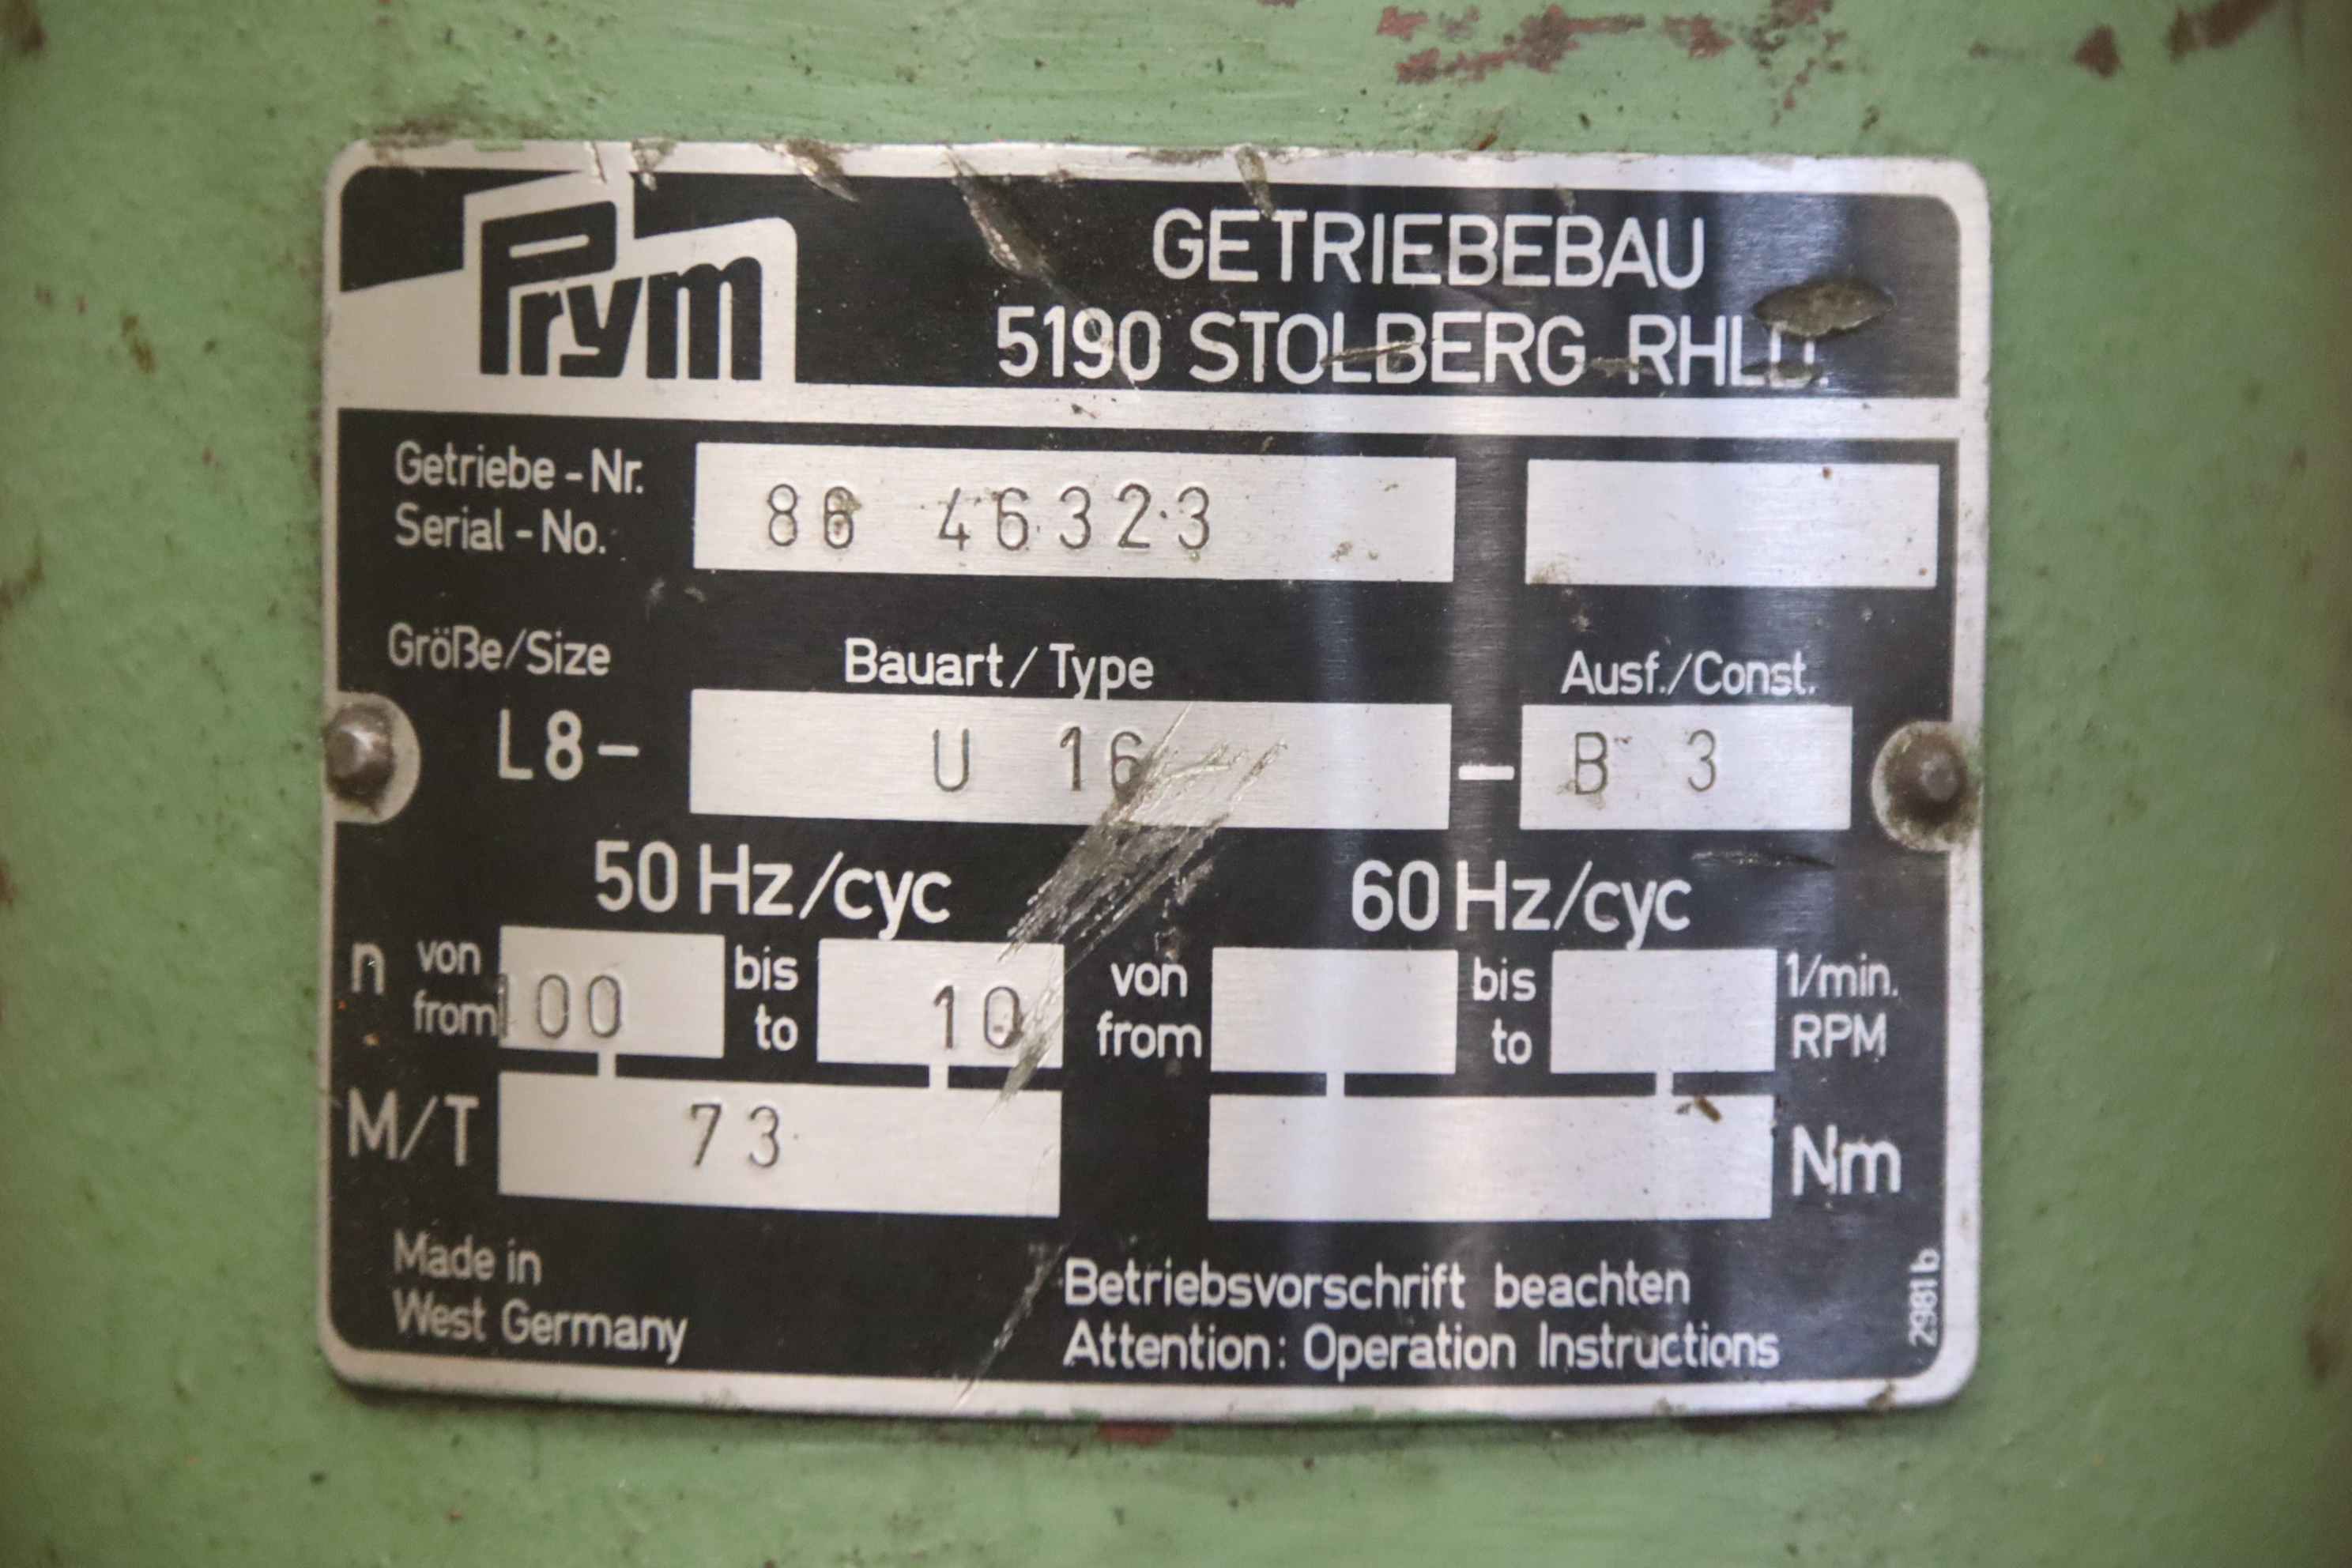 Prym
GETRIEBEBAU
5190 STOLBERG RHLD.
Getriebe - Nr.
Serial - No.
86 46323
Größe/Size
Bauart / Type
Ausf./Const.
L8 -
U 16
- B 3
50 Hz/cyc
60 Hz/cyc
n von from 100 bis to 10
von from bis to 1/min. RPM
M/T 73
Nm
Made in
West Germany
Betriebsvorschrift beachten
Attention: Operation Instructions
2981 b